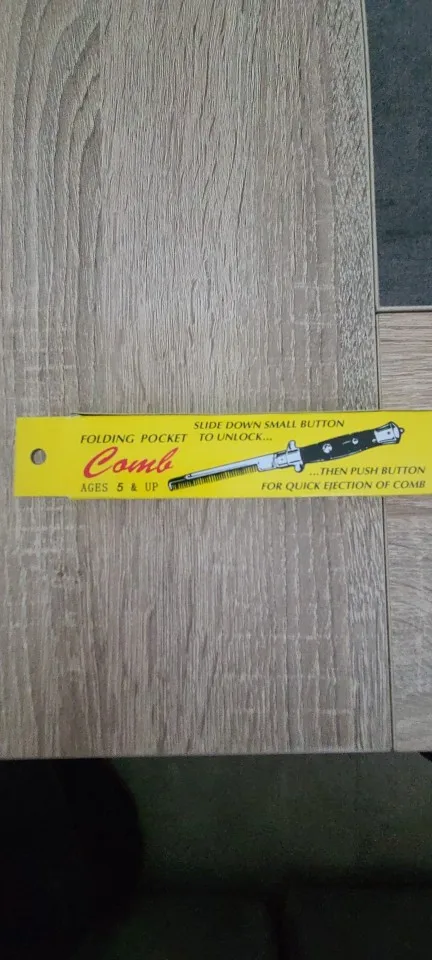 FOLDING POCKET
Comb
AGES 5 & UP
SLIDE DOWN SMALL BUTTON
TO UNLOCK...
...THEN PUSH BUTTON
FOR QUICK EJECTION OF COMB